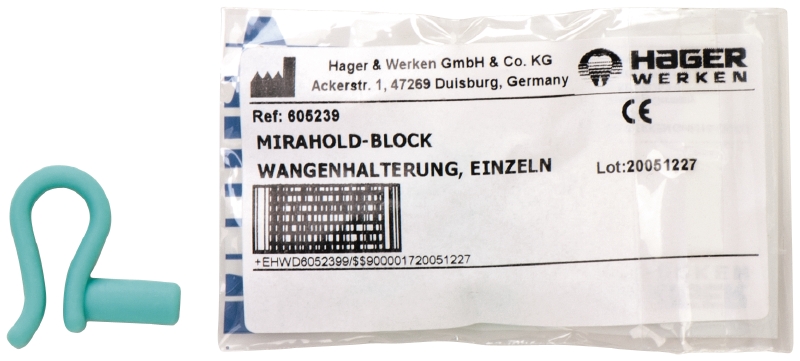 Hager & Werken GmbH & Co. KG
Ackerstr. 1, 47269 Duisburg, Germany
HAGER
WERKEN
Ref: 605239
CE
MIRAHOLD-BLOCK
WANGENHALTERUNG, EINZELN
Lot:20051227
+EHWD6052399/$$900001720051227